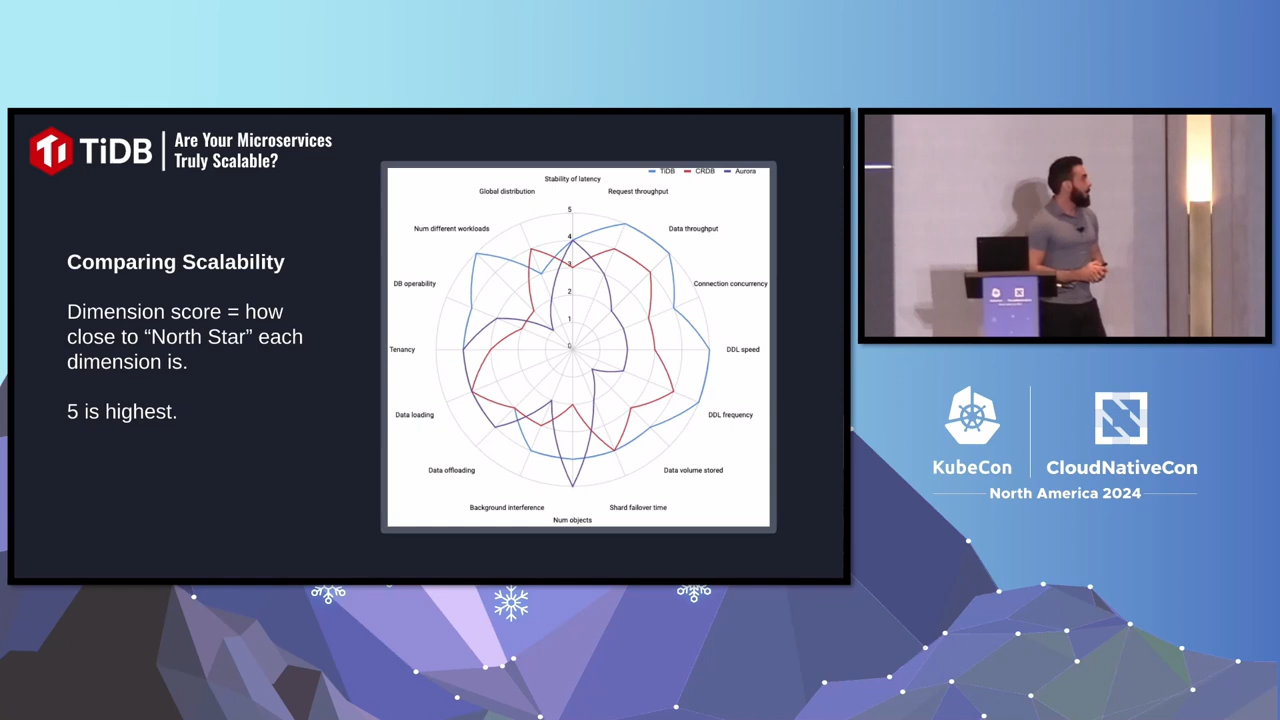 TiDB
Are Your Microservices
Truly Scalable?
Comparing Scalability
Dimension score = how
close to “North Star” each
dimension is.
5 is highest.
TiDB CRDB Aurora
Stability of latency
Global distribution
Request throughput
Num different workloads
Data throughput
DB operability
Connection concurrency
Tenancy
DDL speed
Data loading
DDL frequency
Data offloading
Data volume stored
Background interference
Shard failover time
Num objects
5
4
3
2
1
0
KubeCon
CloudNativeCon
North America 2024